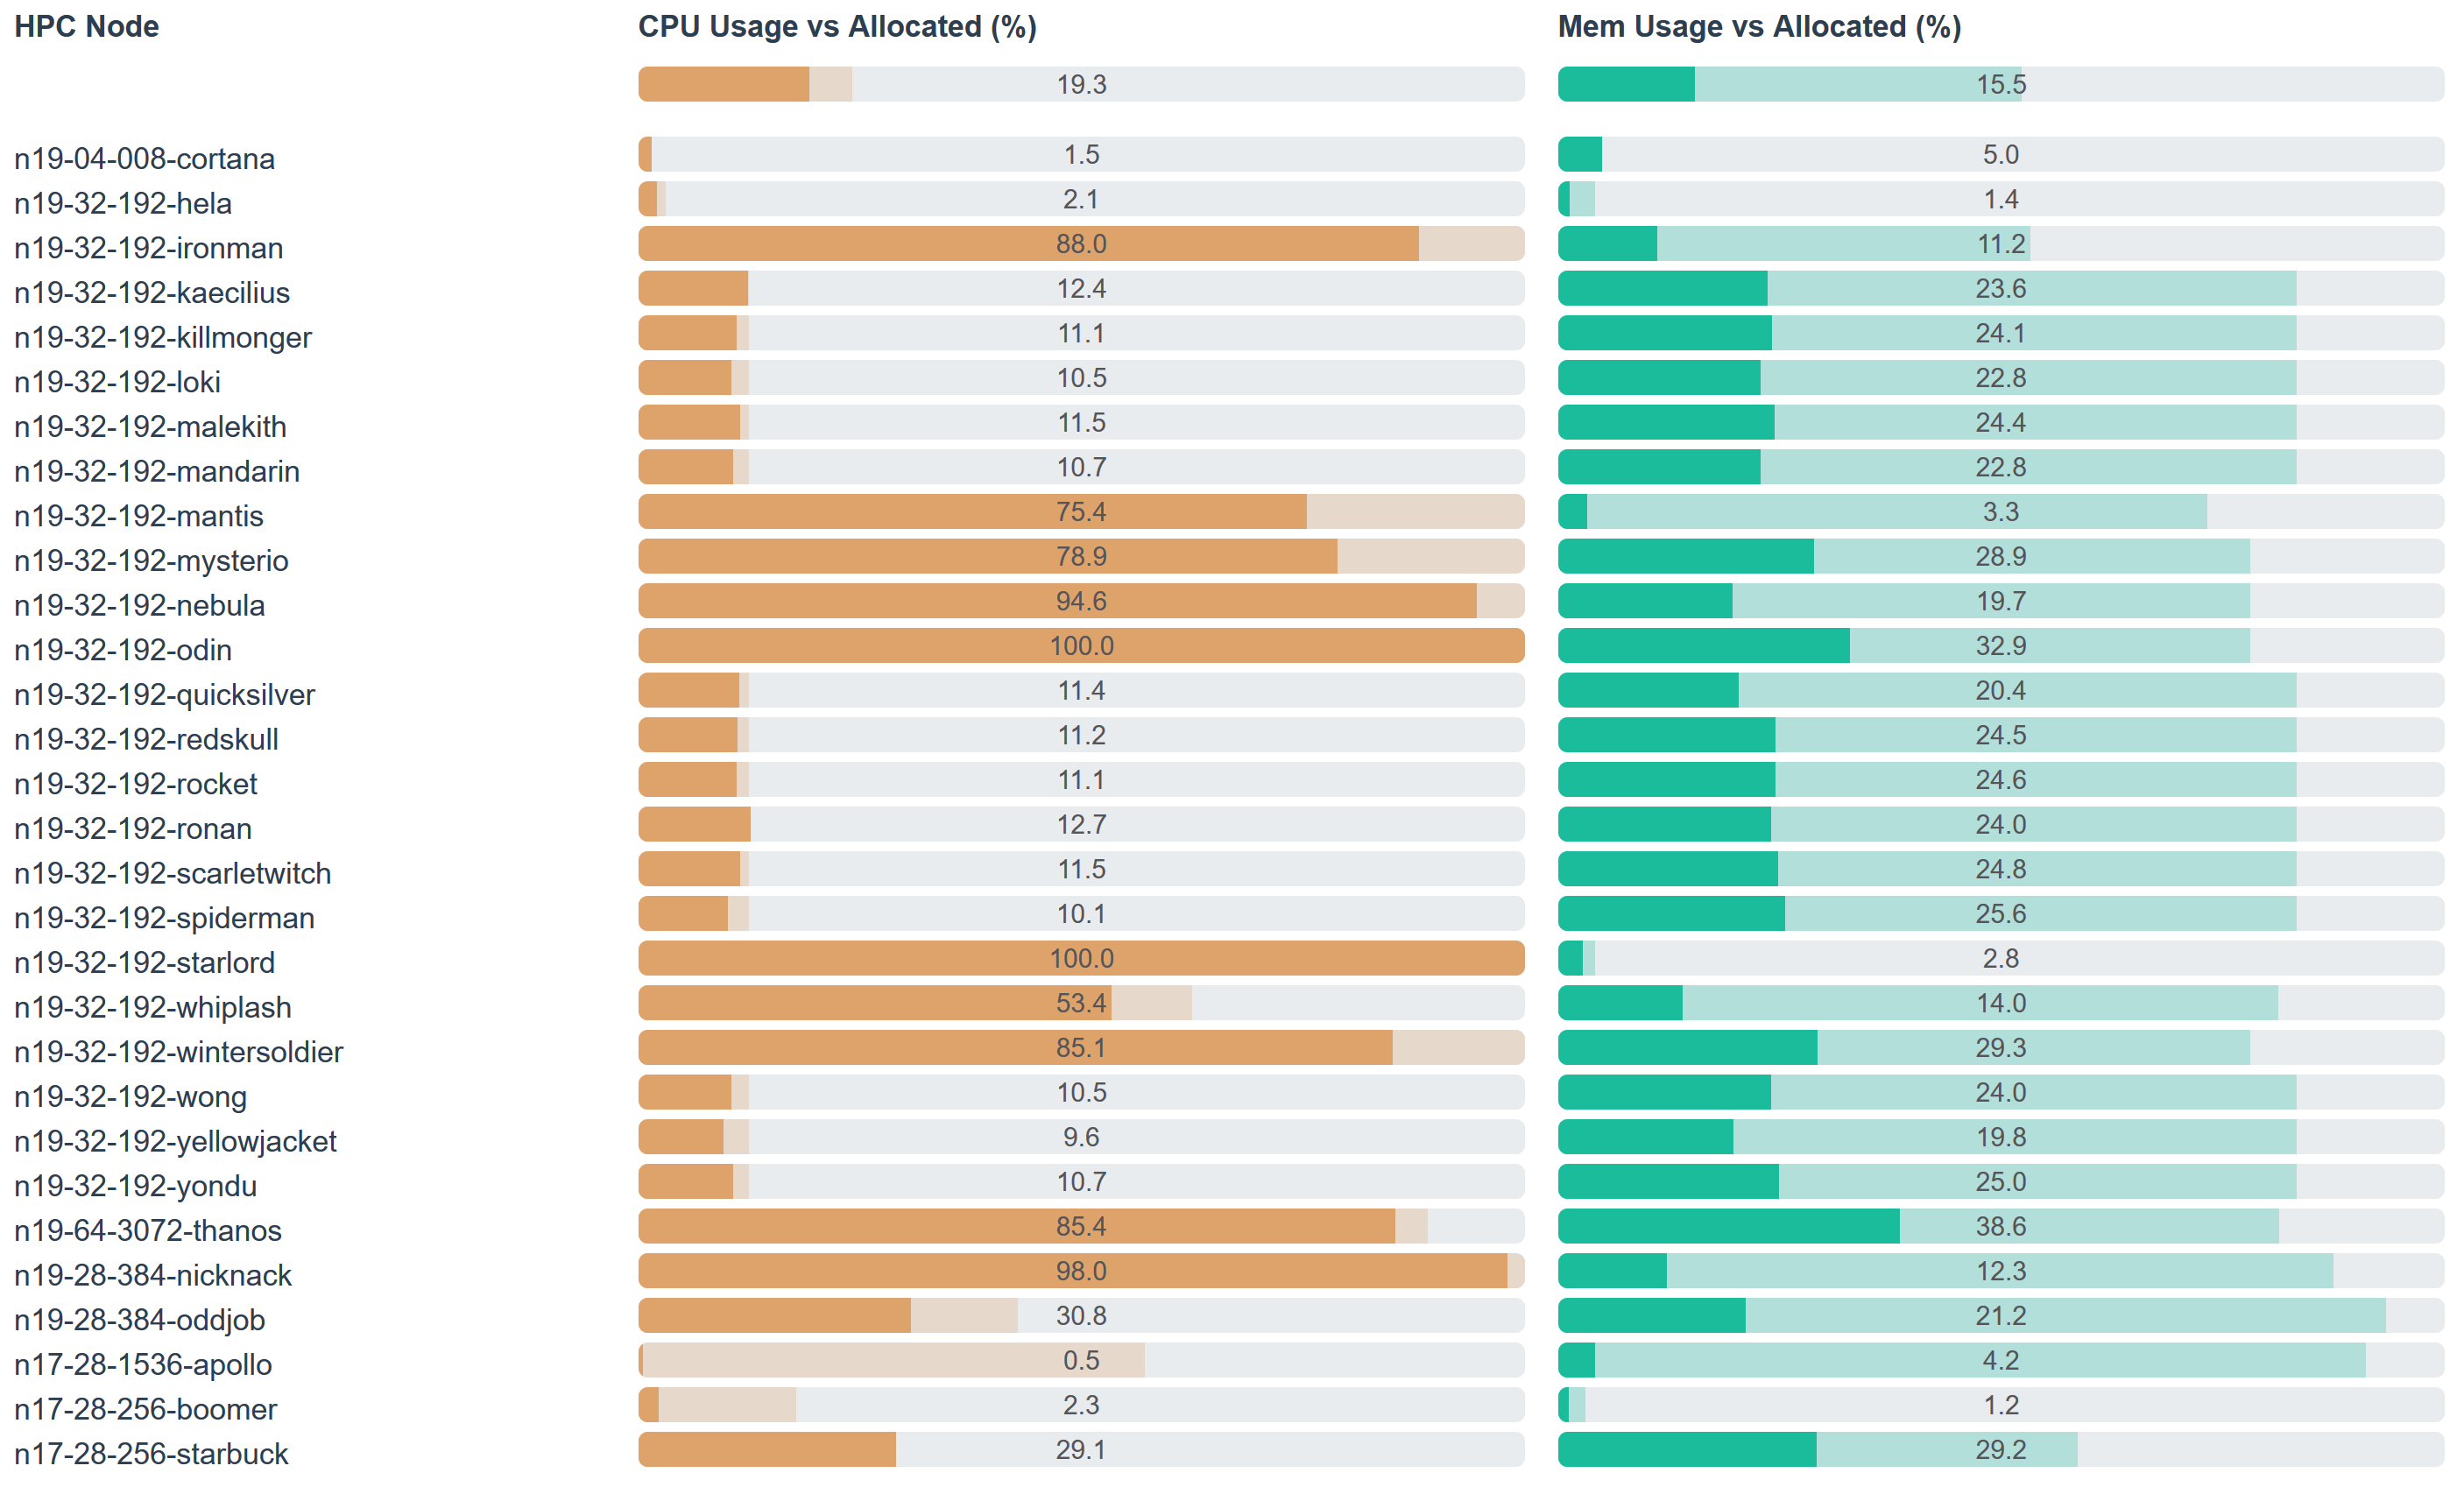 HPC Node CPU Usage vs Allocated (%) Mem Usage vs Allocated (%)
19.3 15.5
n19-04-008-cortana 1.5 5.0
n19-32-192-hela 2.1 1.4
n19-32-192-ironman 88.0 11.2
n19-32-192-kaecilius 12.4 23.6
n19-32-192-killmonger 11.1 24.1
n19-32-192-loki 10.5 22.8
n19-32-192-malekith 11.5 24.4
n19-32-192-mandarin 10.7 22.8
n19-32-192-mantis 75.4 3.3
n19-32-192-mysterio 78.9 28.9
n19-32-192-nebula 94.6 19.7
n19-32-192-odin 100.0 32.9
n19-32-192-quicksilver 11.4 20.4
n19-32-192-redskull 11.2 24.5
n19-32-192-rocket 11.1 24.6
n19-32-192-ronan 12.7 24.0
n19-32-192-scarletwitch 11.5 24.8
n19-32-192-spiderman 10.1 25.6
n19-32-192-starlord 100.0 2.8
n19-32-192-whiplash 53.4 14.0
n19-32-192-wintersoldier 85.1 29.3
n19-32-192-wong 10.5 24.0
n19-32-192-yellowjacket 9.6 19.8
n19-32-192-yondu 10.7 25.0
n19-64-3072-thanos 85.4 38.6
n19-28-384-nicknack 98.0 12.3
n19-28-384-oddjob 30.8 21.2
n17-28-1536-apollo 0.5 4.2
n17-28-256-boomer 2.3 1.2
n17-28-256-starbuck 29.1 29.2